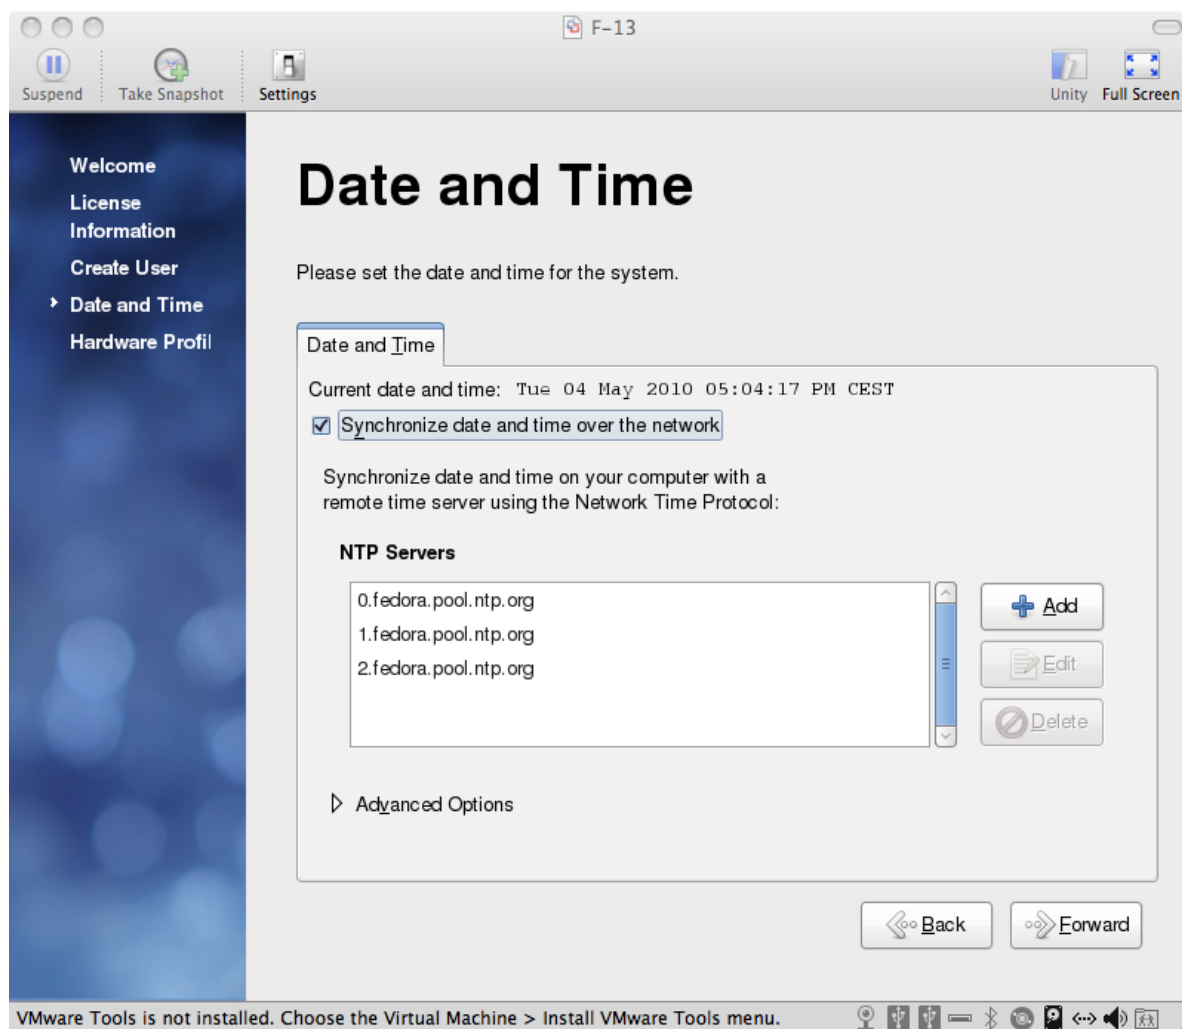 F-13
Suspend
Take Snapshot
Settings
Unity
Full Screen
Welcome
License
Information
Create User
Date and Time
Hardware Profil
Date and Time
Please set the date and time for the system.
Date and Time
Current date and time: Tue 04 May 2010 05:04:17 PM CEST
Synchronize date and time over the network
Synchronize date and time on your computer with a
remote time server using the Network Time Protocol:
NTP Servers
0.fedora.pool.ntp.org
1.fedora.pool.ntp.org
2.fedora.pool.ntp.org
Add
Edit
Delete
Advanced Options
Back
Forward
VMware Tools is not installed. Choose the Virtual Machine > Install VMware Tools menu.